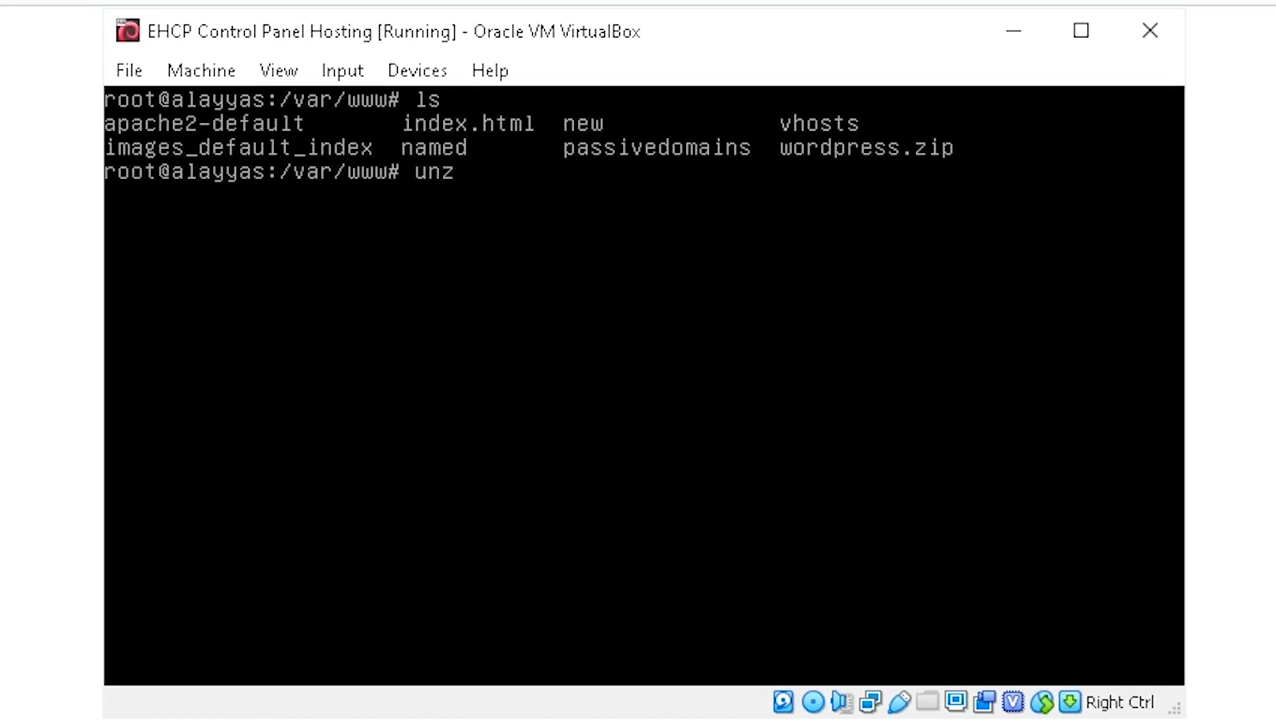 EHCP Control Panel Hosting [Running] - Oracle VM VirtualBox
File Machine View Input Devices Help
root@alayyas:/var/www# ls
apache2-default index.html new vhosts
images_default_index named passivedomains wordpress.zip
root@alayyas:/var/www# unz
Right Ctrl